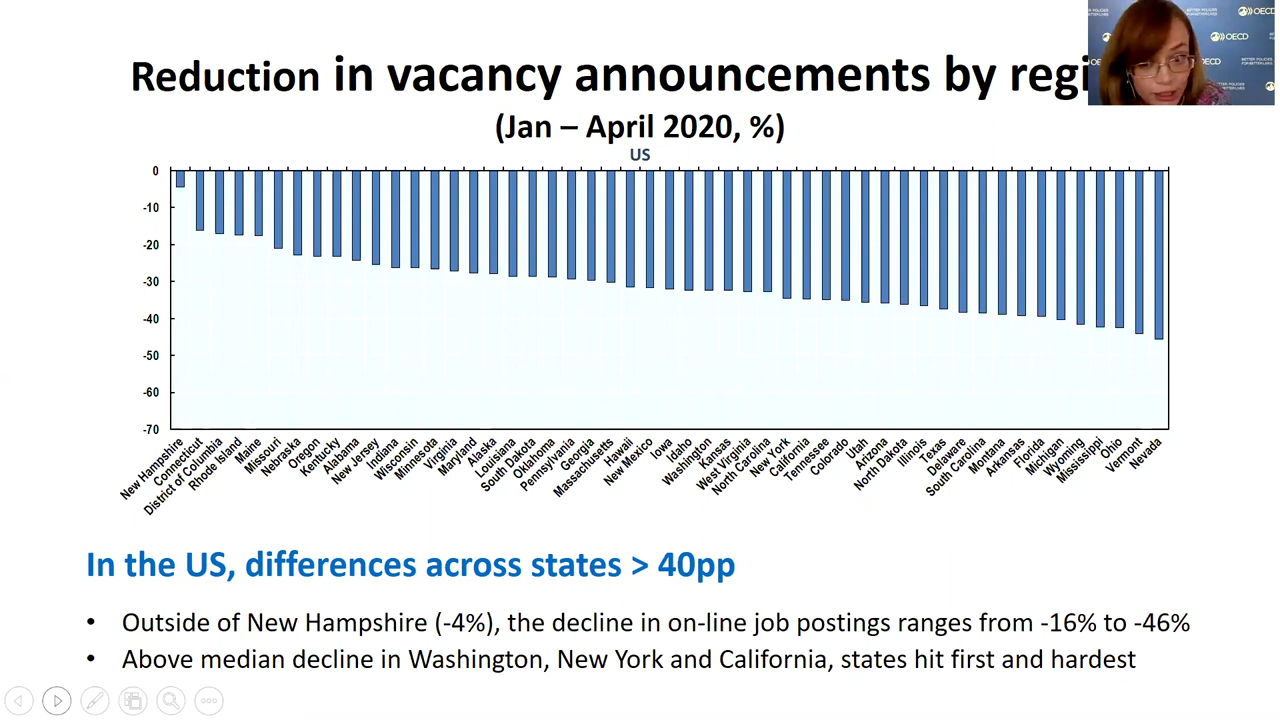 Reduction in vacancy announcements by regi
(Jan – April 2020, %)
US
0
-10
-20
-30
-40
-50
-60
-70
New Hampshire
Connecticut
District of Columbia
Rhode Island
Maine
Missouri
Nebraska
Oregon
Kentucky
Alabama
New Jersey
Indiana
Wisconsin
Minnesota
Virginia
Maryland
Alaska
Louisiana
South Dakota
Oklahoma
Pennsylvania
Georgia
Massachusetts
Hawaii
New Mexico
Iowa
Idaho
Washington
Kansas
West Virginia
North Carolina
New York
California
Tennessee
Colorado
Utah
Arizona
North Dakota
Illinois
Texas
Delaware
South Carolina
Montana
Arkansas
Florida
Michigan
Wyoming
Mississippi
Ohio
Vermont
Nevada
In the US, differences across states > 40pp
• Outside of New Hampshire (-4%), the decline in on-line job postings ranges from -16% to -46%
• Above median decline in Washington, New York and California, states hit first and hardest
OECD
OECD